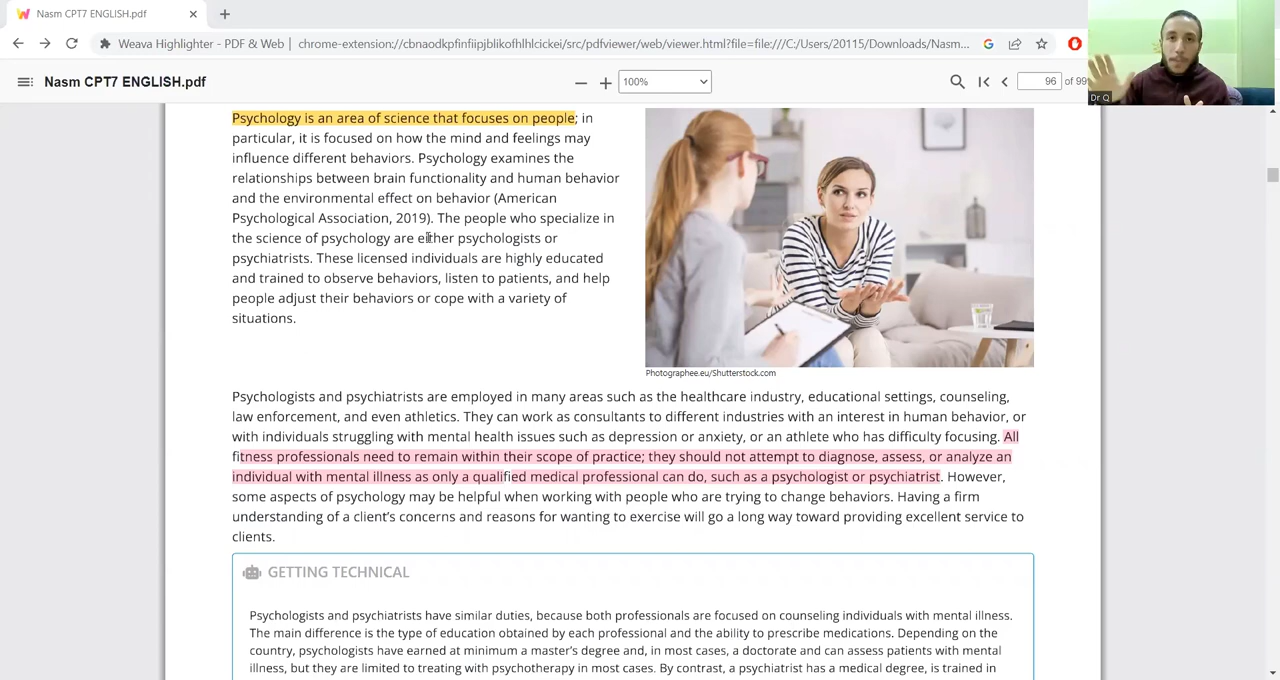 Nasm CPT7 ENGLISH.pdf
Weava Highlighter - PDF & Web | chrome-extension://cbnaodkpfinfiipjblikofhlhlcickei/src/pdfviewer/web/viewer.html?file=file:///C:/Users/20115/Downloads/Nasm...
Nasm CPT7 ENGLISH.pdf
100%
96 of 99
Dr Q
Psychology is an area of science that focuses on people; in
particular, it is focused on how the mind and feelings may
influence different behaviors. Psychology examines the
relationships between brain functionality and human behavior
and the environmental effect on behavior (American
Psychological Association, 2019). The people who specialize in
the science of psychology are either psychologists or
psychiatrists. These licensed individuals are highly educated
and trained to observe behaviors, listen to patients, and help
people adjust their behaviors or cope with a variety of
situations.
Photographee.eu/Shutterstock.com
Psychologists and psychiatrists are employed in many areas such as the healthcare industry, educational settings, counseling,
law enforcement, and even athletics. They can work as consultants to different industries with an interest in human behavior, or
with individuals struggling with mental health issues such as depression or anxiety, or an athlete who has difficulty focusing. All
fitness professionals need to remain within their scope of practice; they should not attempt to diagnose, assess, or analyze an
individual with mental illness as only a qualified medical professional can do, such as a psychologist or psychiatrist. However,
some aspects of psychology may be helpful when working with people who are trying to change behaviors. Having a firm
understanding of a client's concerns and reasons for wanting to exercise will go a long way toward providing excellent service to
clients.
GETTING TECHNICAL
Psychologists and psychiatrists have similar duties, because both professionals are focused on counseling individuals with mental illness.
The main difference is the type of education obtained by each professional and the ability to prescribe medications. Depending on the
country, psychologists have earned at minimum a master's degree and, in most cases, a doctorate and can assess patients with mental
illness, but they are limited to treating with psychotherapy in most cases. By contrast, a psychiatrist has a medical degree, is trained in